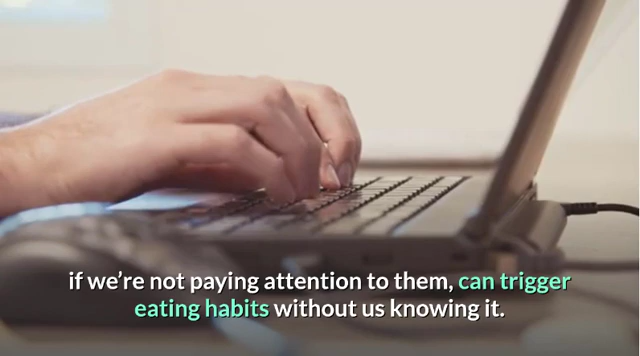 if we're not paying attention to them, can trigger
eating habits without us knowing it.